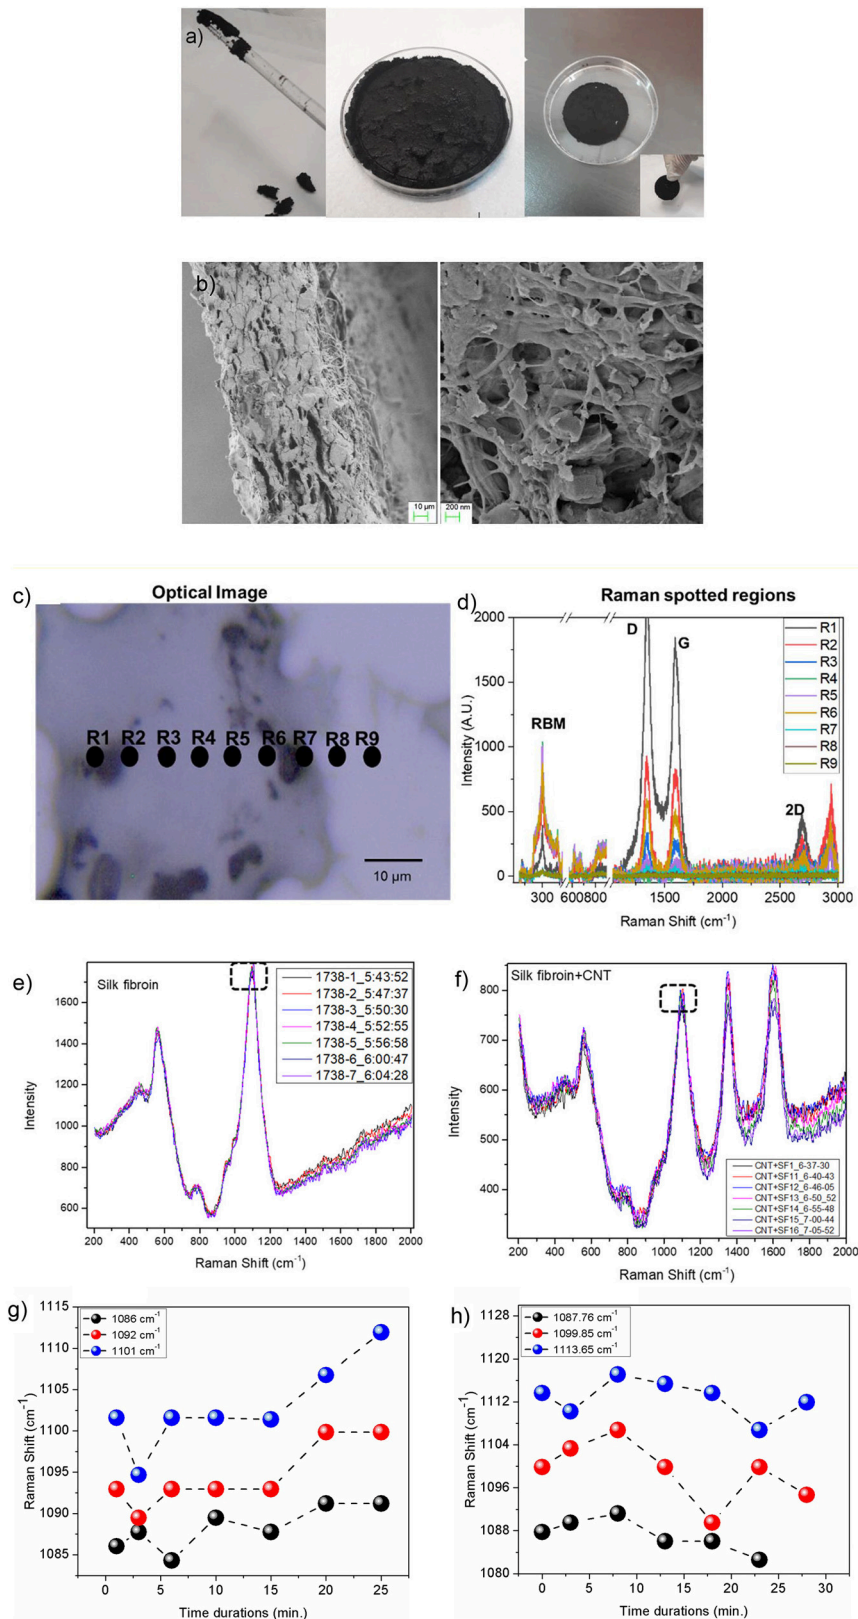 a)
b)
10 µm
200 nm
c)
Optical Image
R1 R2 R3 R4 R5 R6 R7 R8 R9
10 µm
d)
Raman spotted regions
2000
1500
1000
500
0
Intensity (A.U.)
D
G
RBM
2D
R1
R2
R3
R4
R5
R6
R7
R8
R9
300 600 800 1500 2000 2500 3000
Raman Shift (cm⁻¹)
e)
Silk fibroin
1738-1_5:43:52
1738-2_5:47:37
1738-3_5:50:30
1738-4_5:52:55
1738-5_5:56:58
1738-6_6:00:47
1738-7_6:04:28
1600
1400
1200
1000
800
600
Intensity
200 400 600 800 1000 1200 1400 1600 1800 2000
Raman Shift (cm⁻¹)
f)
Silk fibroin+CNT
800
700
600
500
400
Intensity
CNT+SF1_6-37-30
CNT+SF11_6-40-43
CNT+SF12_6-46-05
CNT+SF13_6-50_52
CNT+SF14_6-55-48
CNT+SF15_7-00-44
CNT+SF16_7-05-52
200 400 600 800 1000 1200 1400 1600 1800 2000
Raman Shift (cm⁻¹)
g)
1115
1110
1105
1100
1095
1090
1085
Raman Shift (cm⁻¹)
1086 cm⁻¹
1092 cm⁻¹
1101 cm⁻¹
0 5 10 15 20 25
Time durations (min.)
h)
1128
1120
1112
1104
1096
1088
1080
Raman Shift (cm⁻¹)
1087.76 cm⁻¹
1099.85 cm⁻¹
1113.65 cm⁻¹
0 5 10 15 20 25 30
Time durations (min.)